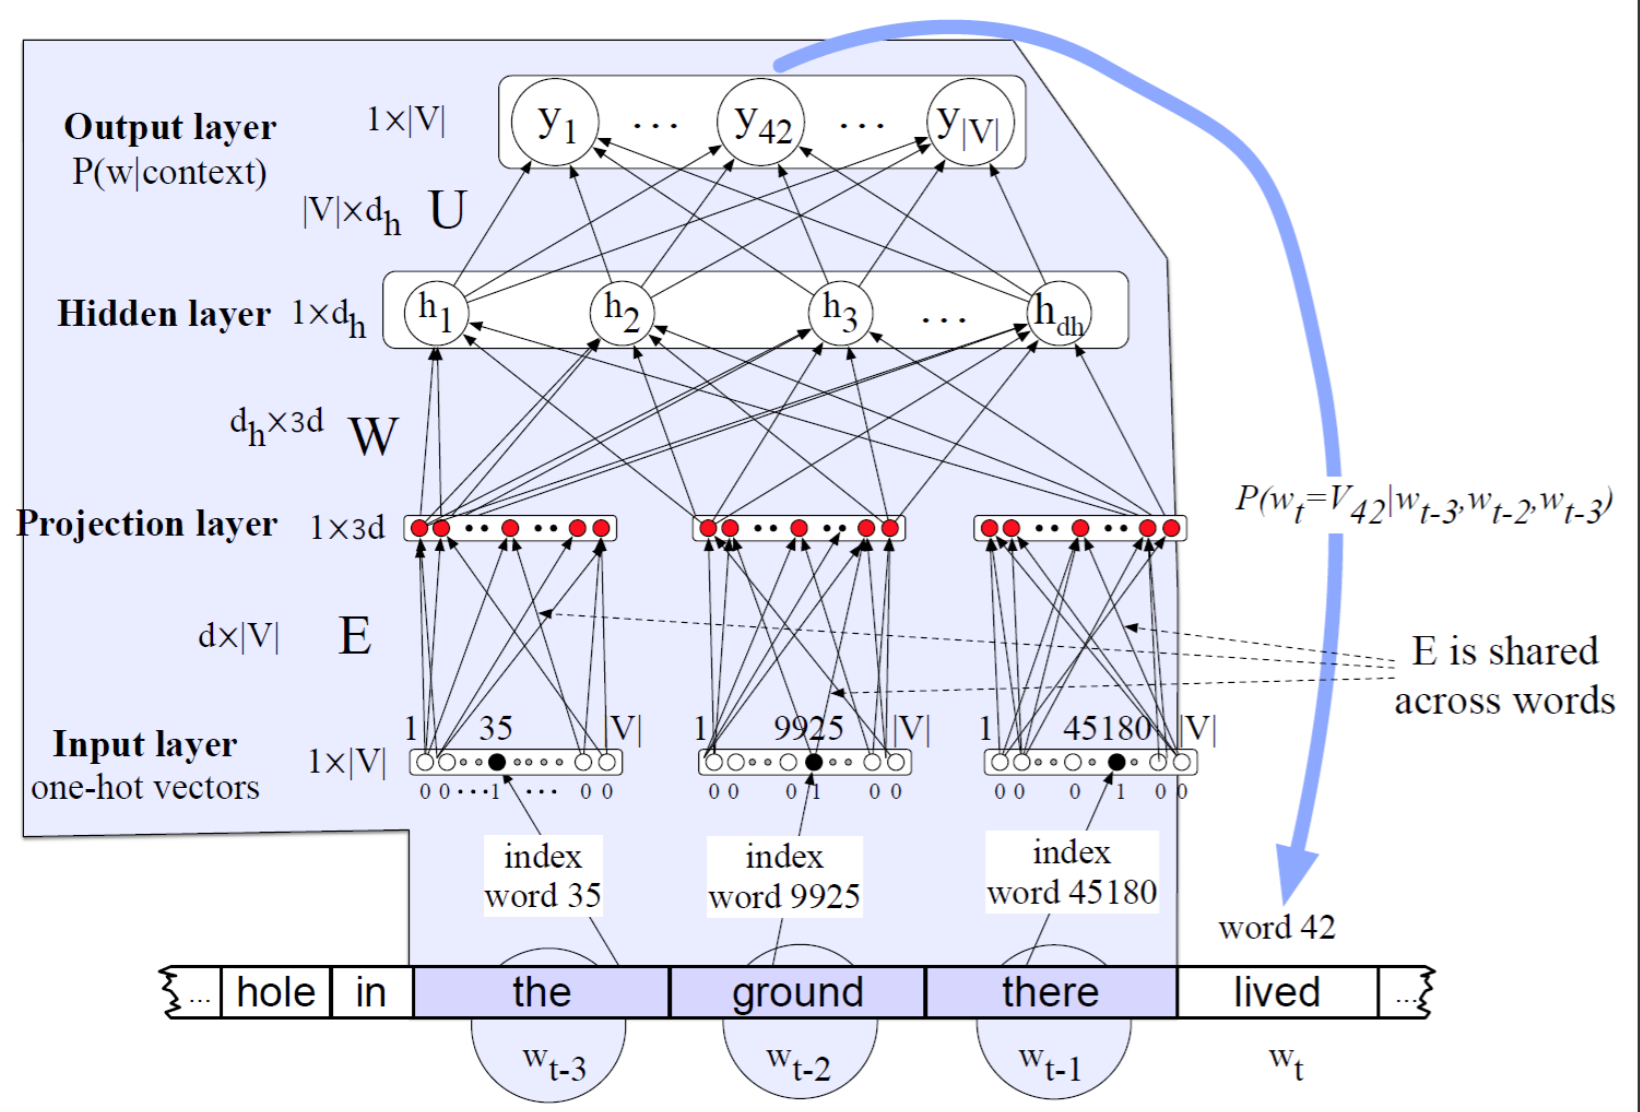 Output layer 1×|V|
P(w|context)
y1 ... y42 ... y|V|
|V|×dh U
Hidden layer 1×dh
h1 h2 h3 ... hdh
dh×3d W
P(wt=V42|wt-3,wt-2,wt-3)
Projection layer 1×3d
d×|V| E
E is shared
across words
1 35 |V| 1 9925 |V| 1 45180 |V|
Input layer
one-hot vectors 1×|V|
0 0 ... 1 ... 0 0 0 0 0 1 0 0 0 0 0 1 0 0
index
word 35
index
word 9925
index
word 45180
word 42
... hole in the ground there lived ...
wt-3 wt-2 wt-1 wt